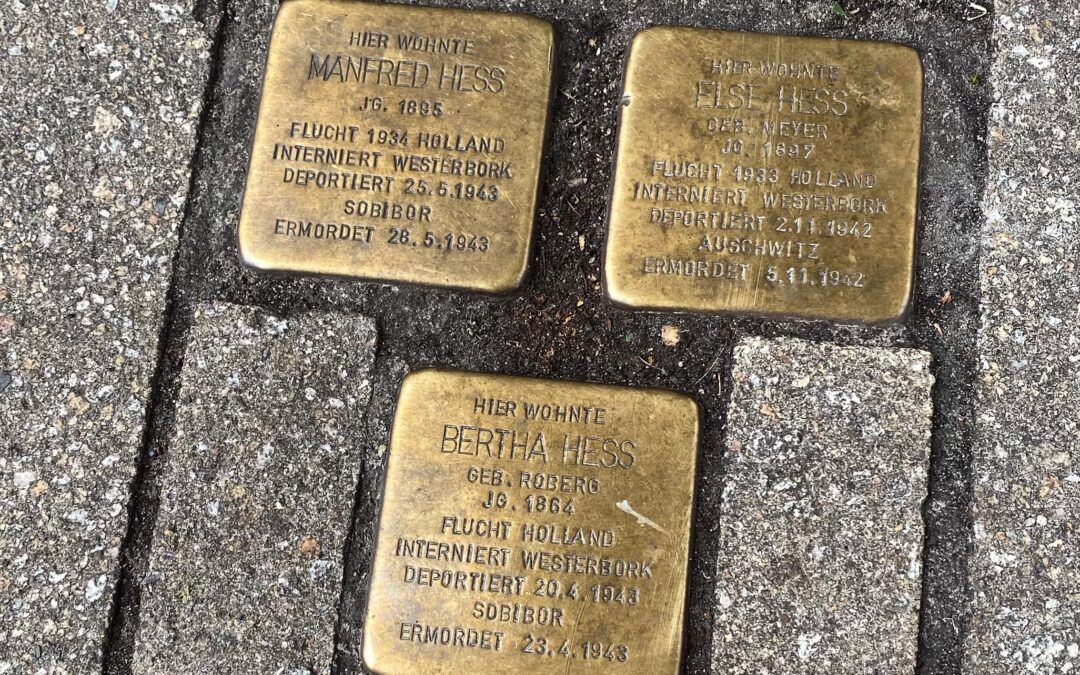 HIER WOHNTE
MANFRED HESS
JG. 1895
FLUCHT 1934 HOLLAND
INTERNIERT WESTERBORK
DEPORTIERT 25.5.1943
SOBIBOR
ERMORDET 28.5.1943
HIER WOHNTE
ELSE HESS
GEB. MEYER
JG. 1897
FLUCHT 1933 HOLLAND
INTERNIERT WESTERBORK
DEPORTIERT 2.11.1942
AUSCHWITZ
ERMORDET 5.11.1942
HIER WOHNTE
BERTHA HESS
GEB. ROBERG
JG. 1864
FLUCHT HOLLAND
INTERNIERT WESTERBORK
DEPORTIERT 20.4.1943
SOBIBOR
ERMORDET 23.4.1943